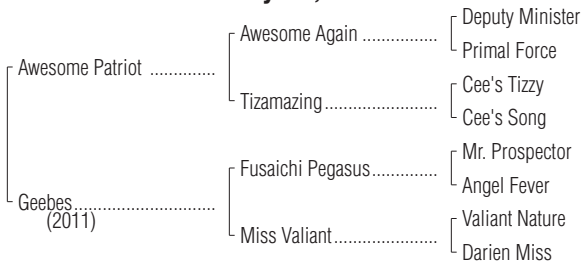 Awesome Patriot ..............
Geebes..............................
(2011)
Awesome Again ................
Tizamazing........................
Fusaichi Pegasus..............
Miss Valiant......................
Deputy Minister
Primal Force
Cee's Tizzy
Cee's Song
Mr. Prospector
Angel Fever
Valiant Nature
Darien Miss